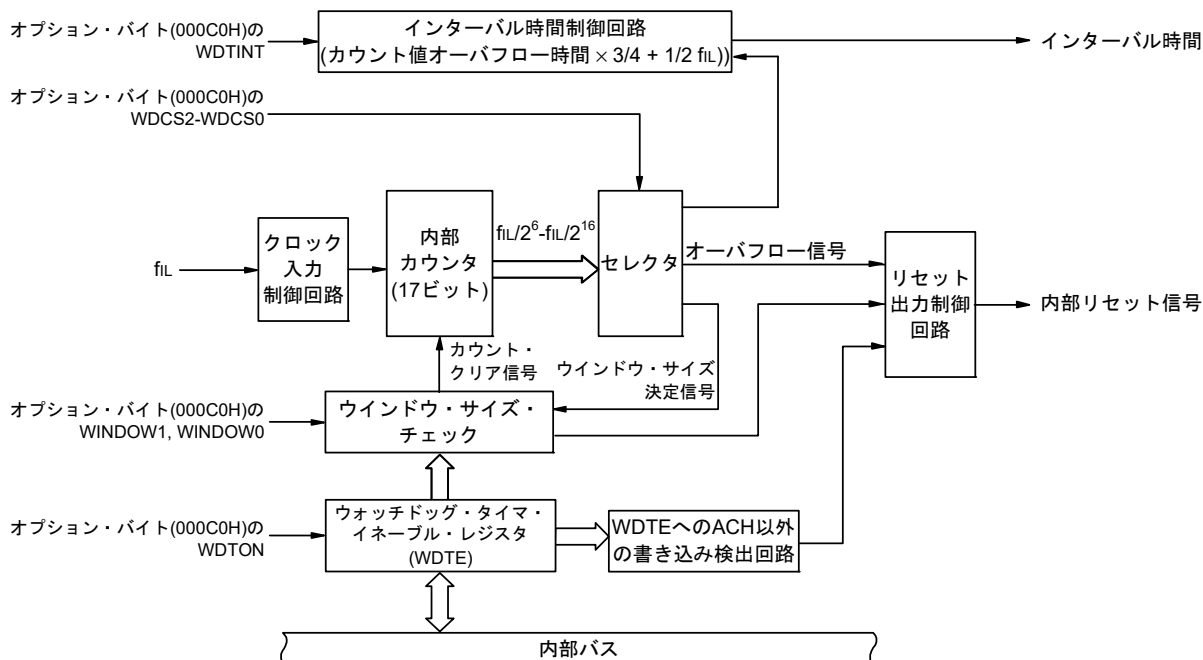 オプション・バイト(000C0H)の
WDTINT
インターバル時間制御回路
(カウント値オーバフロー時間 × 3/4 + 1/2 fIL))
インターバル時間
オプション・バイト(000C0H)の
WDCS2-WDCS0
fIL
クロック
入力
制御回路
内部
カウンタ
(17ビット)
fIL/2^6-fIL/2^16
セレクタ
オーバフロー信号
リセット
出力制御
回路
内部リセット信号
カウント・
クリア信号
ウインドウ・サイズ
決定信号
オプション・バイト(000C0H)の
WINDOW1, WINDOW0
ウインドウ・サイズ・
チェック
オプション・バイト(000C0H)の
WDTON
ウォッチドッグ・タイマ・
イネーブル・レジスタ
(WDTE)
WDTEへのACH以外
の書き込み検出回路
内部バス